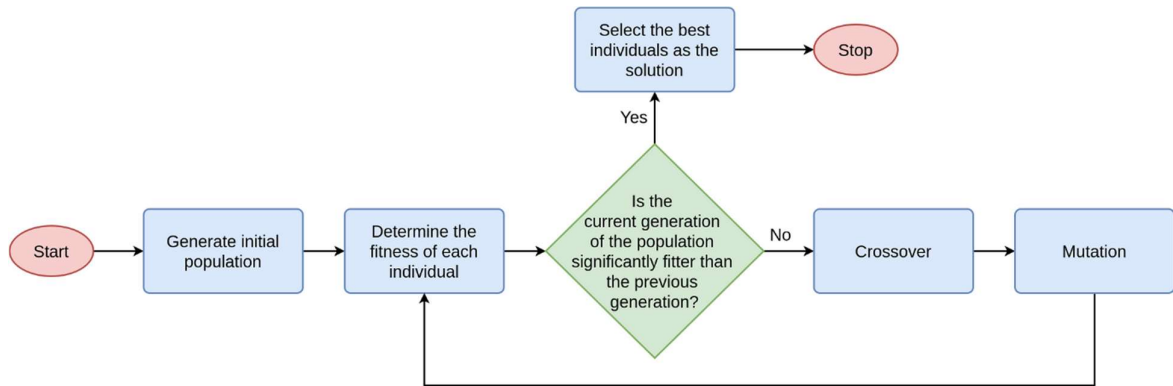 Select the best
individuals as the
solution
Stop
Yes
Start
Generate initial
population
Determine the
fitness of each
individual
Is the
current generation
of the population
significantly fitter than
the previous
generation?
No
Crossover
Mutation